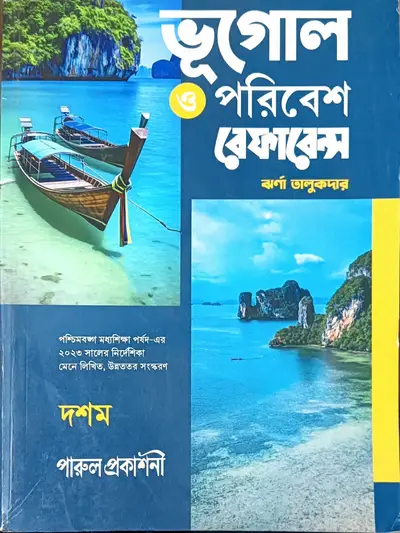 ভূগোল
ও পরিবেশ
রেফারেন্স
ঝর্ণা তালুকদার
পশ্চিমবঙ্গ মধ্যশিক্ষা পর্ষদ-এর
২০২৩ সালের নির্দেশিকা
মেনে লিখিত, উন্নততর সংস্করণ
দশম
পারুল প্রকাশনী